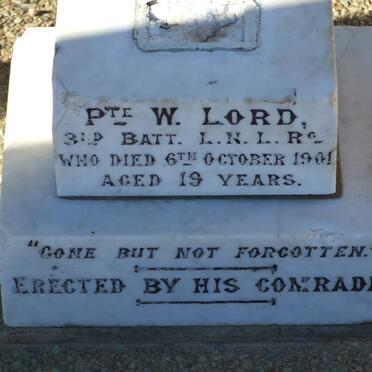 PTE W. LORD,
3RD BATT. L.N.L. RG
WHO DIED 6TH OCTOBER 1901
AGED 19 YEARS.
"GONE BUT NOT FORGOTTEN."
ERECTED BY HIS COMRADE